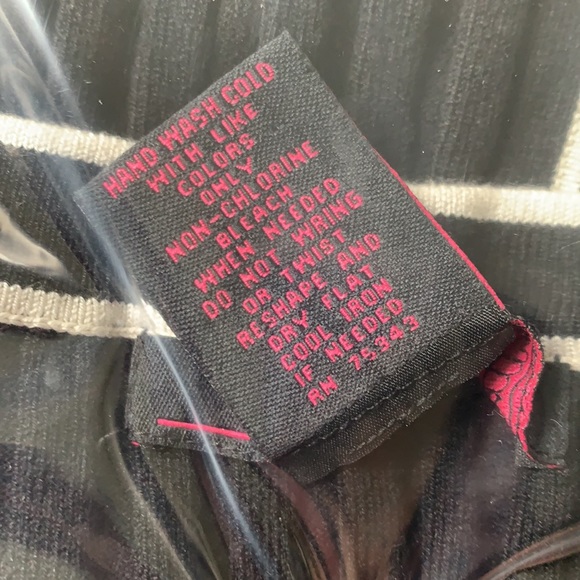 HAND WASH COLD
WITH LIKE
COLORS
ONLY
NON-CHLORINE
BLEACH
WHEN NEEDED
DO NOT WRING
OR TWIST
RESHAPE AND
DRY FLAT
COOL IRON
IF NEEDED
RN 75343